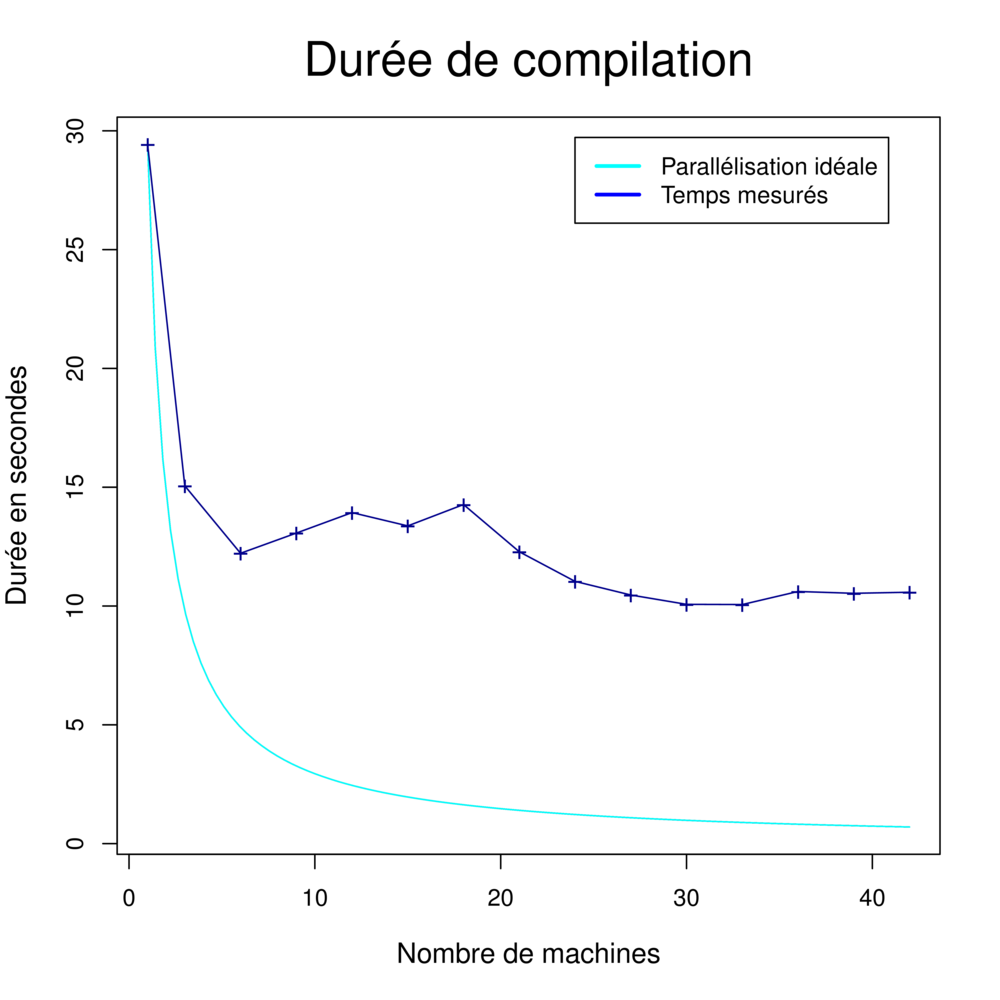 Durée de compilation
Parallélisation idéale
Temps mesurés
Durée en secondes
30
25
20
15
10
5
0
0 10 20 30 40
Nombre de machines